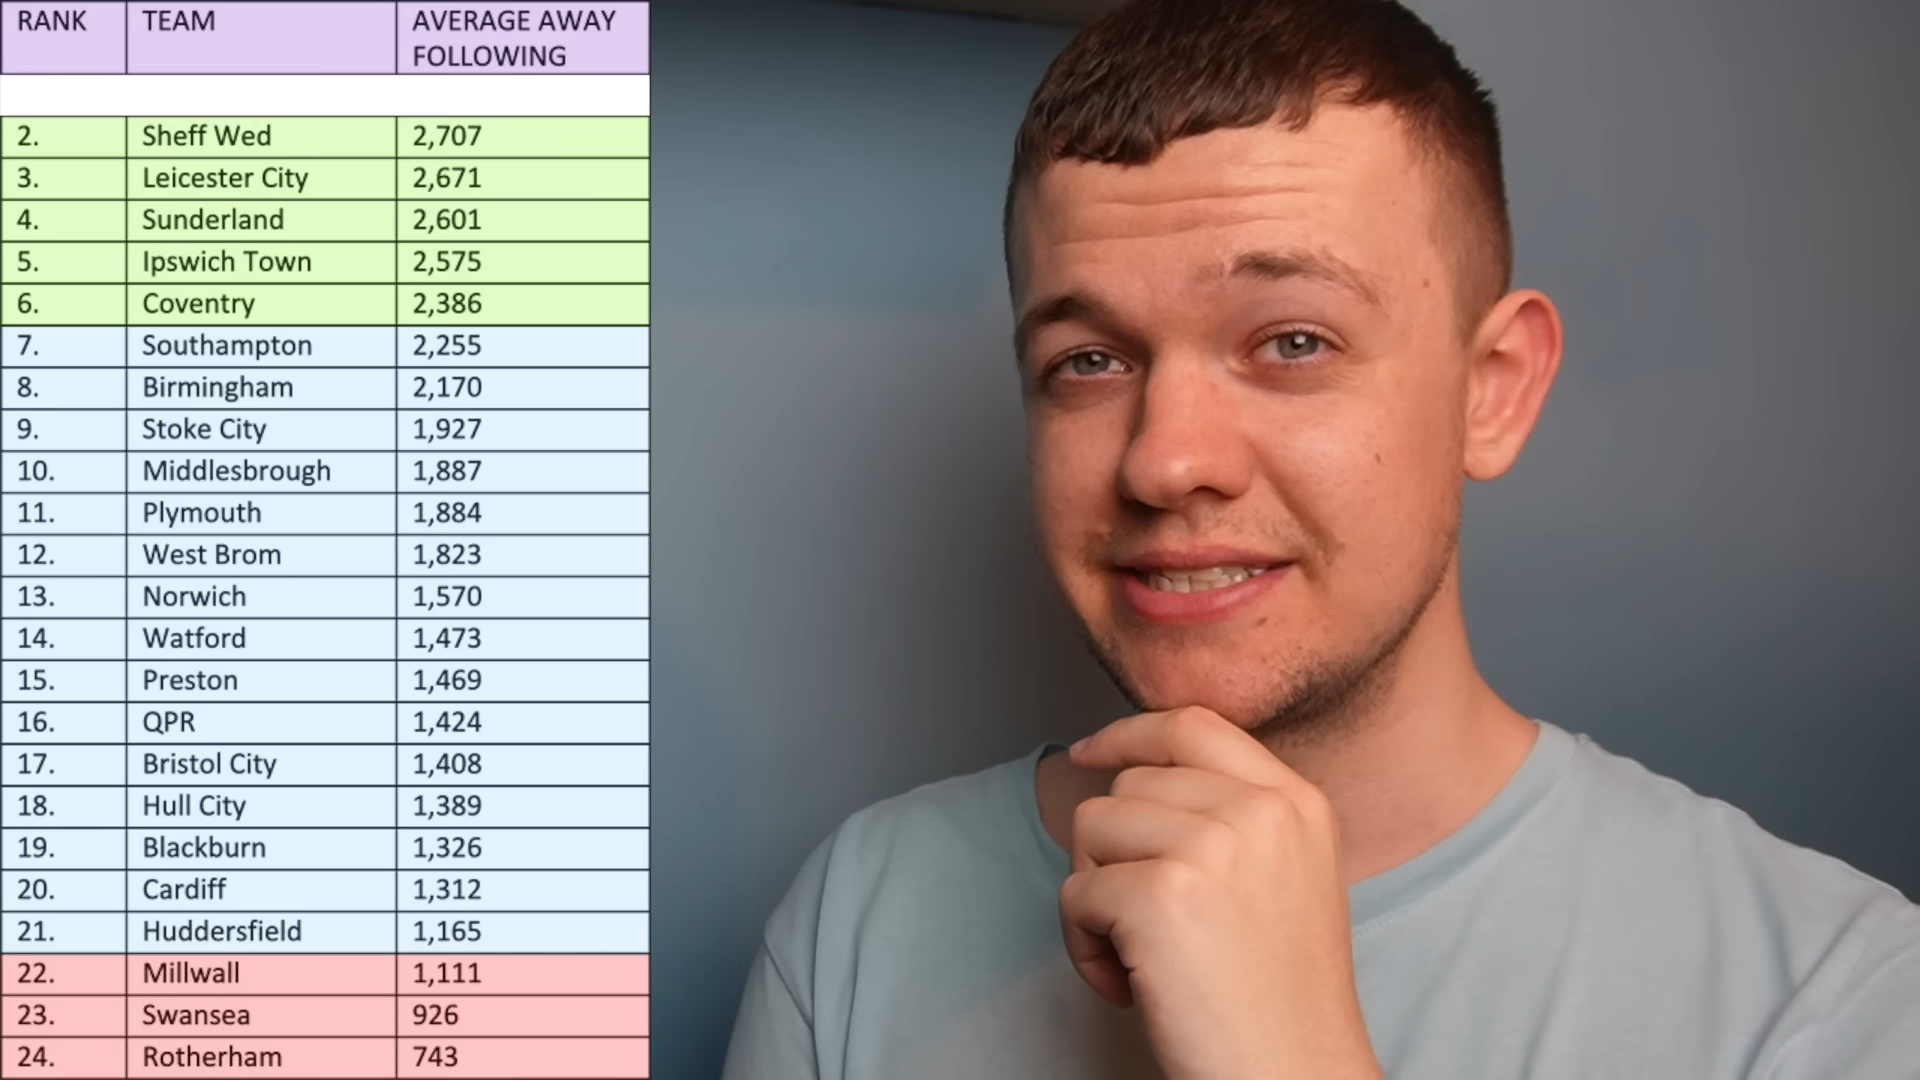 RANK TEAM AVERAGE AWAY
FOLLOWING
2. Sheff Wed 2,707
3. Leicester City 2,671
4. Sunderland 2,601
5. Ipswich Town 2,575
6. Coventry 2,386
7. Southampton 2,255
8. Birmingham 2,170
9. Stoke City 1,927
10. Middlesbrough 1,887
11. Plymouth 1,884
12. West Brom 1,823
13. Norwich 1,570
14. Watford 1,473
15. Preston 1,469
16. QPR 1,424
17. Bristol City 1,408
18. Hull City 1,389
19. Blackburn 1,326
20. Cardiff 1,312
21. Huddersfield 1,165
22. Millwall 1,111
23. Swansea 926
24. Rotherham 743